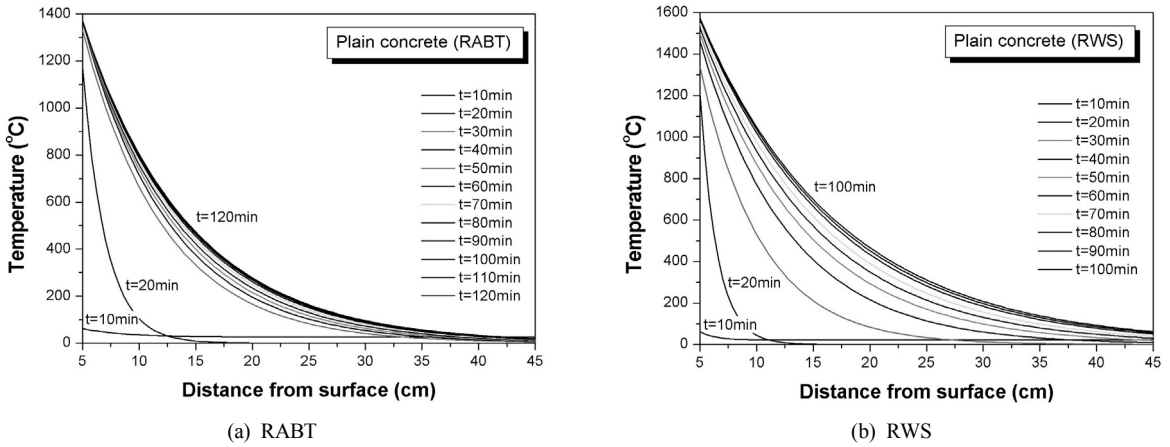 1400
1200
1000
800
600
400
200
0
Temperature (°C)
Plain concrete (RABT)
t=10min
t=20min
t=30min
t=40min
t=50min
t=60min
t=70min
t=80min
t=90min
t=100min
t=110min
t=120min
t=120min
t=20min
t=10min
5 10 15 20 25 30 35 40 45
Distance from surface (cm)
(a) RABT
1600
1400
1200
1000
800
600
400
200
0
Temperature (°C)
Plain concrete (RWS)
t=10min
t=20min
t=30min
t=40min
t=50min
t=60min
t=70min
t=80min
t=90min
t=100min
t=100min
t=20min
t=10min
5 10 15 20 25 30 35 40 45
Distance from surface (cm)
(b) RWS